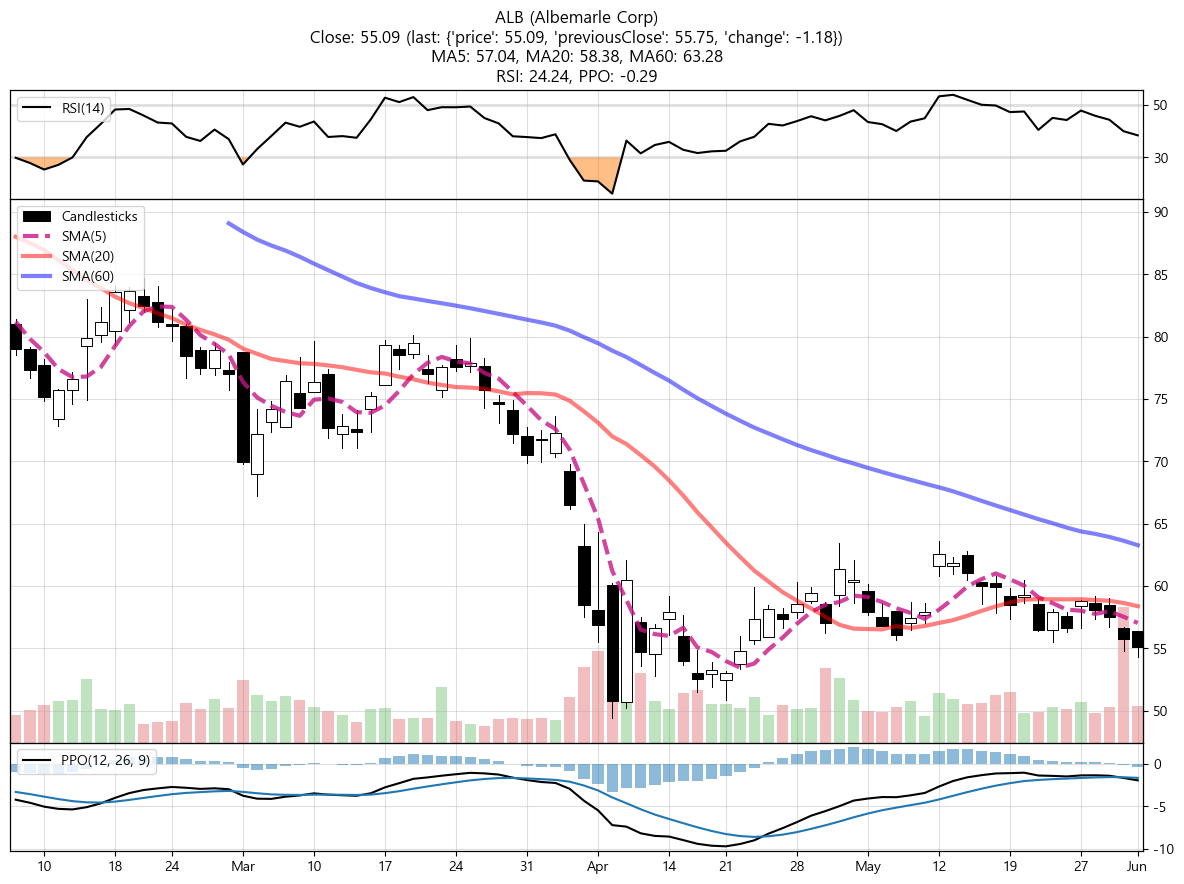 ALB (Albemarle Corp)
Close: 55.09 (last: {'price': 55.09, 'previousClose': 55.75, 'change': -1.18})
MA5: 57.04, MA20: 58.38, MA60: 63.28
RSI: 24.24, PPO: -0.29
RSI(14)
50
30
Candlesticks
SMA(5)
SMA(20)
SMA(60)
90
85
80
75
70
65
60
55
50
PPO(12, 26, 9)
0
-5
-10
10 18 24 Mar 10 17 24 31 Apr 14 21 28 May 12 19 27 Jun